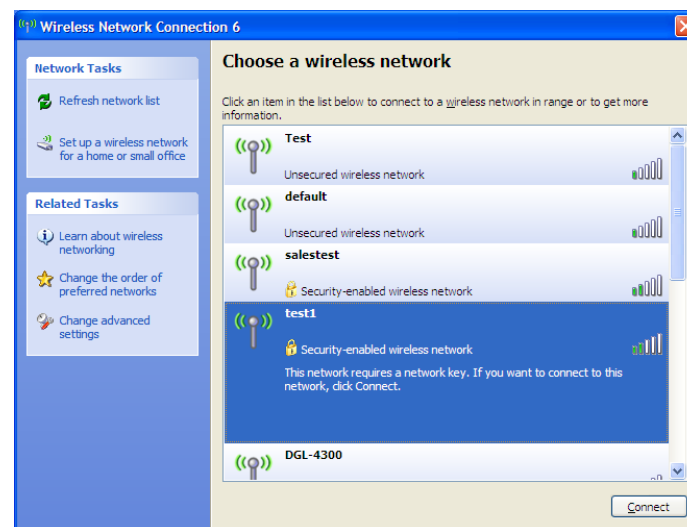 Wireless Network Connection 6
Network Tasks
Refresh network list
Set up a wireless network
for a home or small office
Related Tasks
Learn about wireless
networking
Change the order of
preferred networks
Change advanced
settings
Choose a wireless network
Click an item in the list below to connect to a wireless network in range or to get more
information.
Test
Unsecured wireless network
default
Unsecured wireless network
salestest
Security-enabled wireless network
test1
Security-enabled wireless network
This network requires a network key. If you want to connect to this
network, click Connect.
DGL-4300
Connect